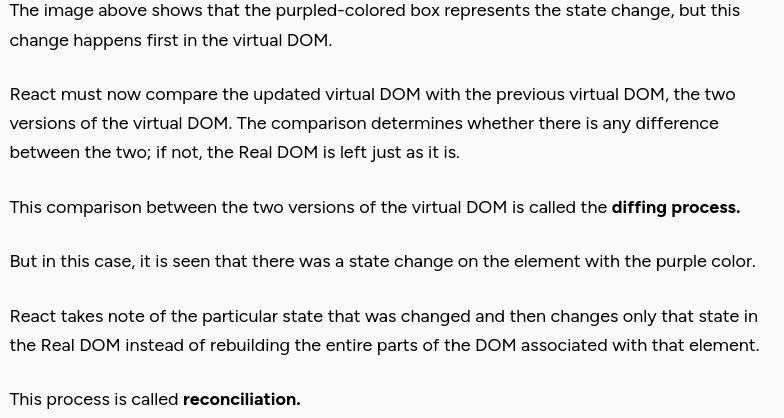 The image above shows that the purpled-colored box represents the state change, but this
change happens first in the virtual DOM.
React must now compare the updated virtual DOM with the previous virtual DOM, the two
versions of the virtual DOM. The comparison determines whether there is any difference
between the two; if not, the Real DOM is left just as it is.
This comparison between the two versions of the virtual DOM is called the diffing process.
But in this case, it is seen that there was a state change on the element with the purple color.
React takes note of the particular state that was changed and then changes only that state in
the Real DOM instead of rebuilding the entire parts of the DOM associated with that element.
This process is called reconciliation.